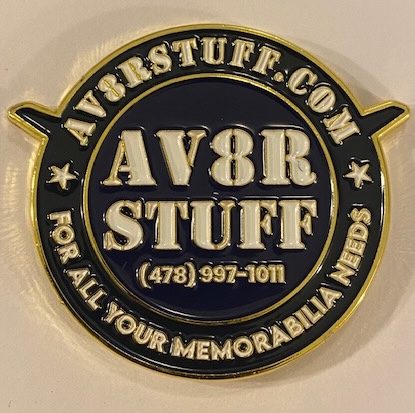 AV8RSTUFF.COM
AV8R
STUFF
(478) 997-1011
FOR ALL YOUR MEMORABILIA NEEDS